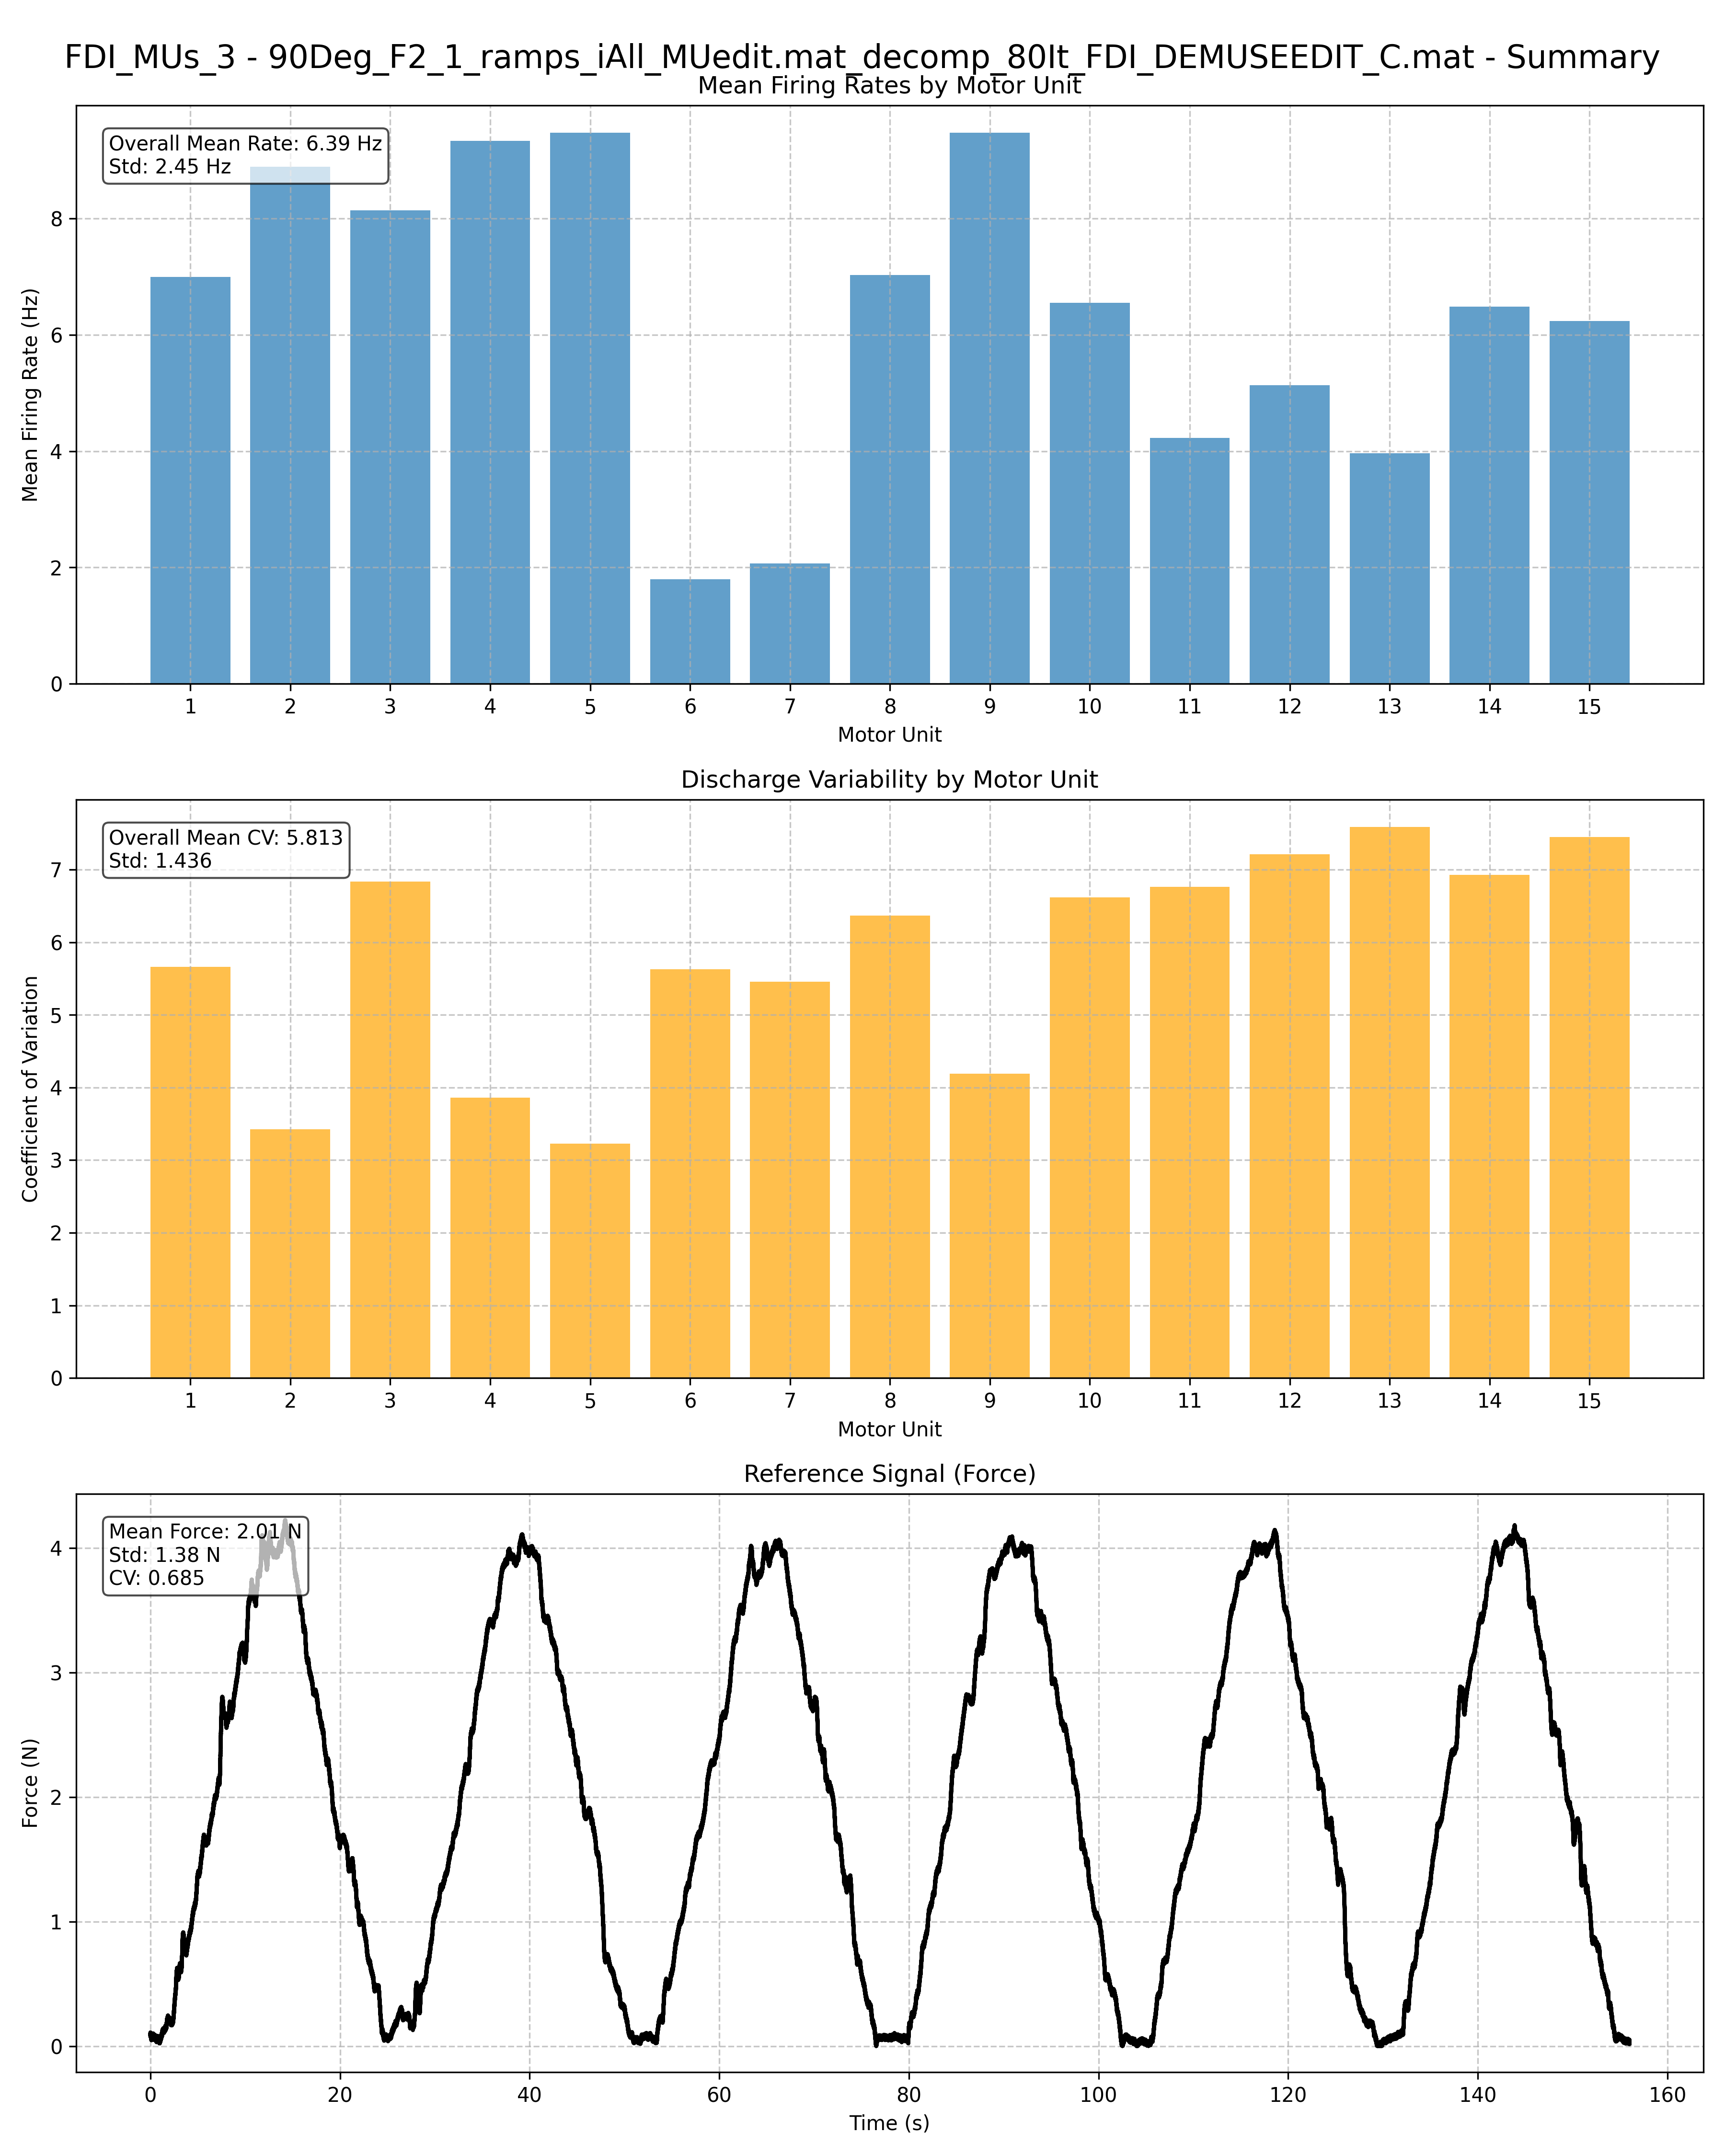 FDI_MUs_3 - 90Deg_F2_1_ramps_iAll_MUedit.mat_decomp_80It_FDI_DEMUSEEDIT_C.mat - Summary
Mean Firing Rates by Motor Unit
Overall Mean Rate: 6.39 Hz
Std: 2.45 Hz
Mean Firing Rate (Hz)
8
6
4
2
0
1 2 3 4 5 6 7 8 9 10 11 12 13 14 15
Motor Unit
Discharge Variability by Motor Unit
Overall Mean CV: 5.813
Std: 1.436
Coefficient of Variation
7
6
5
4
3
2
1
0
1 2 3 4 5 6 7 8 9 10 11 12 13 14 15
Motor Unit
Reference Signal (Force)
Mean Force: 2.01 N
Std: 1.38 N
CV: 0.685
Force (N)
4
3
2
1
0
0 20 40 60 80 100 120 140 160
Time (s)